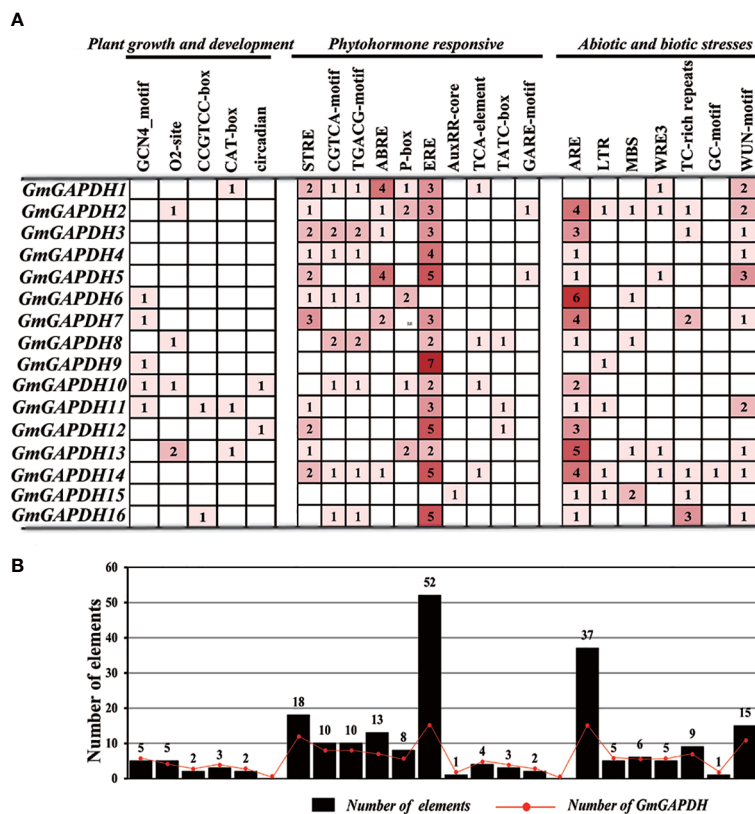 A
Plant growth and development Phytohormone responsive Abiotic and biotic stresses
GCN4_motif O2-site CCGTCC-box CAT-box circadian STRE CGTCA-motif TGACG-motif ABRE P-box ERE AuxRR-core TCA-element TATC-box GARE-motif ARE LTR MBS WRE3 TC-rich repeats GC-motif WUN-motif
GmGAPDH1 1 2 1 1 4 1 3 1 1 2
GmGAPDH2 1 1 1 2 3 1 4 1 1 1 1 2
GmGAPDH3 2 2 2 1 3 3 1 1
GmGAPDH4 1 1 1 4 1 1
GmGAPDH5 2 4 5 1 1 1 3
GmGAPDH6 1 1 1 1 2 6 1
GmGAPDH7 1 3 2 3 4 2 1
GmGAPDH8 1 2 2 2 1 1 1 1
GmGAPDH9 1 7 1
GmGAPDH10 1 1 1 1 1 1 2 1 2
GmGAPDH11 1 1 1 1 3 1 1 1 2
GmGAPDH12 1 2 5 1 3
GmGAPDH13 2 1 1 2 2 5 1 1 1
GmGAPDH14 2 1 1 1 5 1 4 1 1 1 1 1
GmGAPDH15 1 1 1 2 1
GmGAPDH16 1 1 1 5 1 3 1
B
Number of elements
60
50
40
30
20
10
0
5 5 2 3 2 18 10 10 13 8 52 1 4 3 2 37 5 6 5 9 1 15
Number of elements Number of GmGAPDH